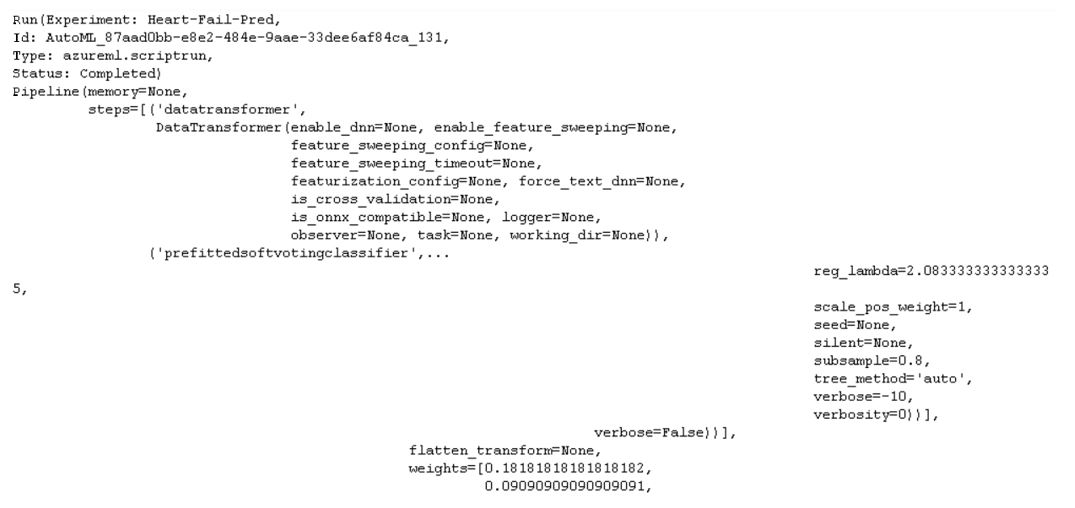 Run(Experiment: Heart-Fail-Pred,
Id: AutoML_87aad0bb-e8e2-484e-9aae-33dee6af84ca_131,
Type: azureml.scriptrun,
Status: Completed)
Pipeline(memory=None,
steps=[('datatransformer',
DataTransformer(enable_dnn=None, enable_feature_sweeping=None,
feature_sweeping_config=None,
feature_sweeping_timeout=None,
featurization_config=None, force_text_dnn=None,
is_cross_validation=None,
is_onnx_compatible=None, logger=None,
observer=None, task=None, working_dir=None)),
('prefittedsoftvotingclassifier',...
reg_lambda=2.083333333333333
5,
scale_pos_weight=1,
seed=None,
silent=None,
subsample=0.8,
tree_method='auto',
verbose=-10,
verbosity=0))],
verbose=False))],
flatten_transform=None,
weights=[0.18181818181818182,
0.09090909090909091,